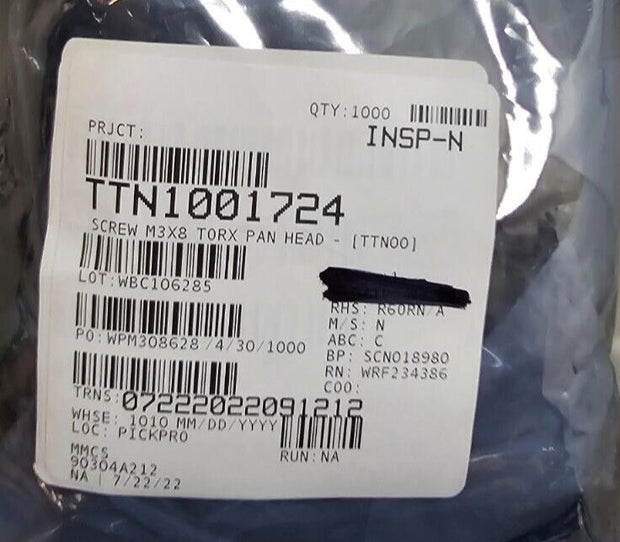 QTY:1000
PRJCT:
INSP-N
TTN1001724
SCREW M3X8 TORX PAN HEAD - [TTN00]
LOT:WBC106285
RHS: R60RN/A
M/S: N
PO:WPM308628/4/30/1000
ABC: C
BP: SCN018980
RN: WRF234386
COO:
TRNS:07222022091212
WHSE: 1010 MM/DD/YYYY
LOC: PICKPRO
RUN:NA
MMCS
90304A212
NA | 7/22/22